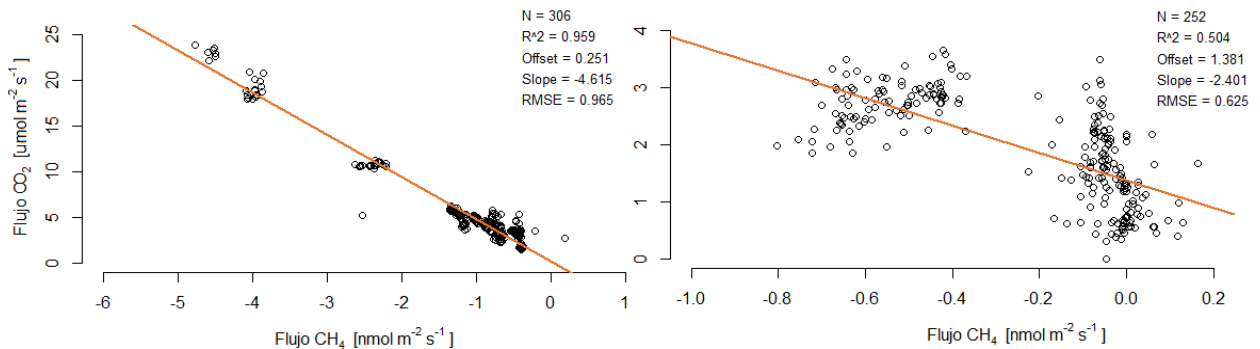 N = 306
R^2 = 0.959
Offset = 0.251
Slope = -4.615
RMSE = 0.965
25
20
15
10
5
0
Flujo CO₂ [umol m⁻² s⁻¹]
-6 -5 -4 -3 -2 -1 0 1
Flujo CH₄ [nmol m⁻² s⁻¹]
N = 252
R^2 = 0.504
Offset = 1.381
Slope = -2.401
RMSE = 0.625
4
3
2
1
0
-1.0 -0.8 -0.6 -0.4 -0.2 0.0 0.2
Flujo CH₄ [nmol m⁻² s⁻¹]